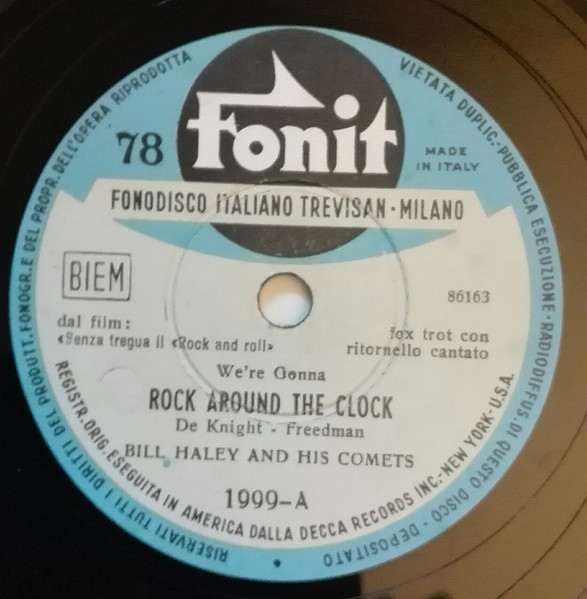 Fonit
78
MADE
IN ITALY
FONODISCO ITALIANO TREVISAN · MILANO
BIEM
86163
dal film:
«Senza tregua il «Rock and roll»
fox trot con
ritornello cantato
We're Gonna
ROCK AROUND THE CLOCK
De Knight - Freedman
BILL HALEY AND HIS COMETS
1999-A
REGISTR. ORIG. ESEGUITA IN AMERICA DALLA DECCA RECORDS INC.-NEW YORK-U.S.A.
RISERVATI TUTTI I DIRITTI DEL PRODUTT. FONOGR. E DEL PROPR. DELL'OPERA RIPRODOTTA
VIETATA DUPLIC.-PUBBLICA ESECUZIONE·RADIODIFFUS. DI QUESTO DISCO - DEPOSITATO